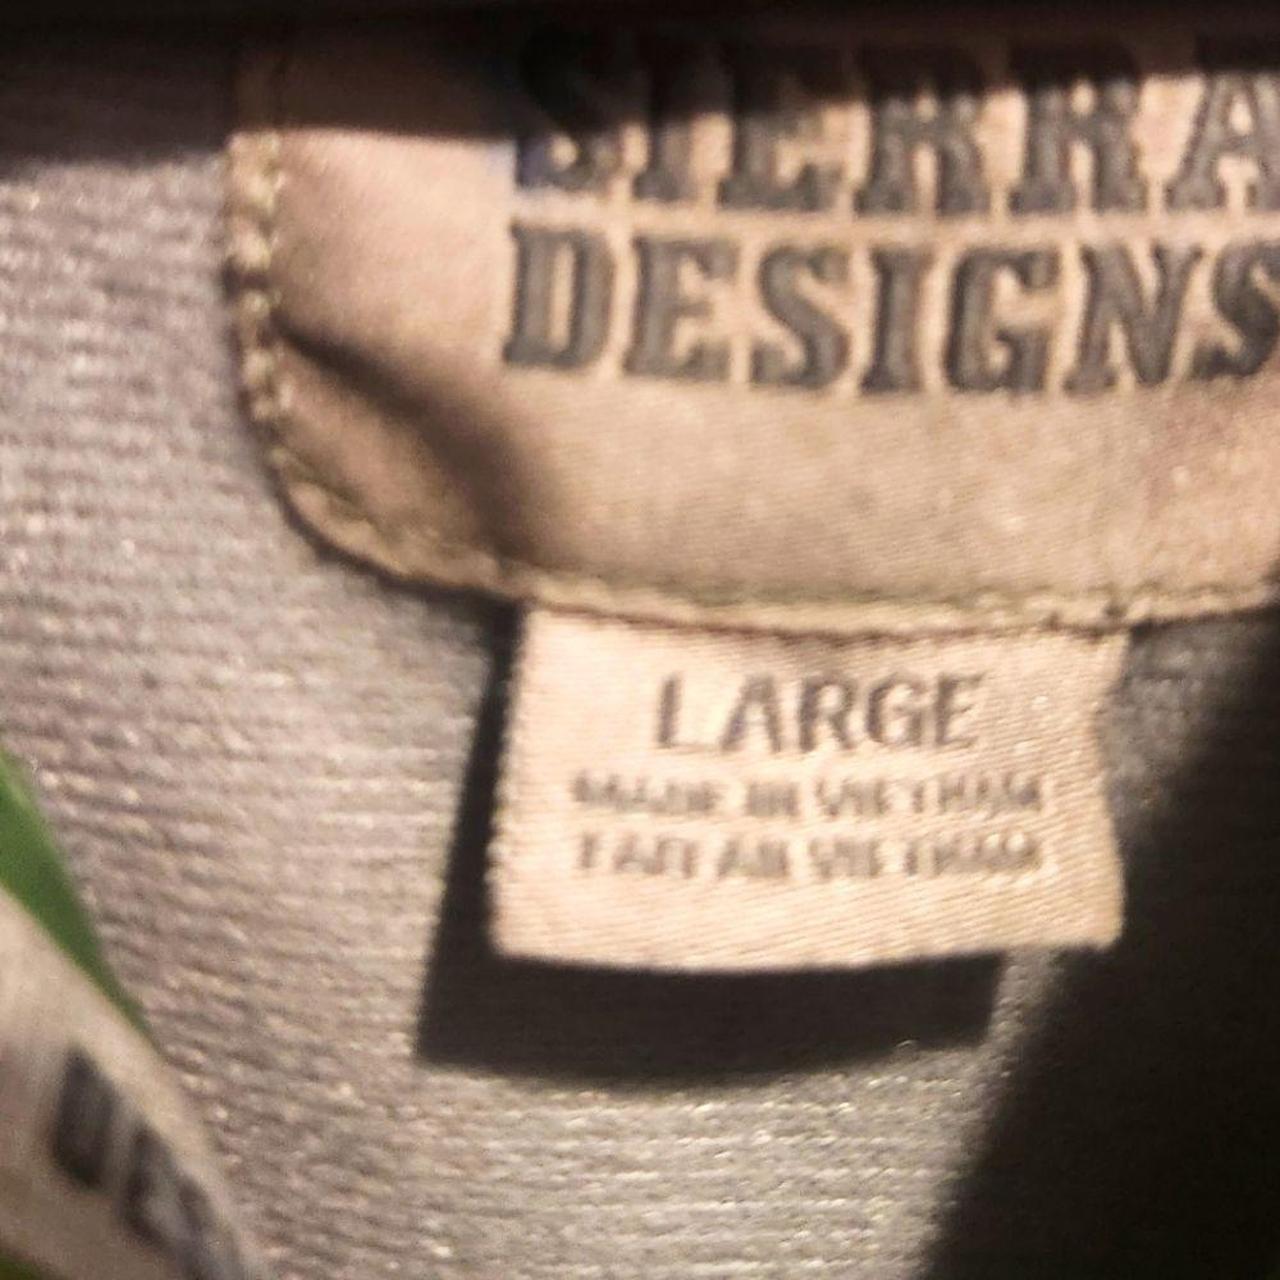 SIERRA
DESIGNS
LARGE
MADE IN VIETNAM
FAIT AU VIETNAM